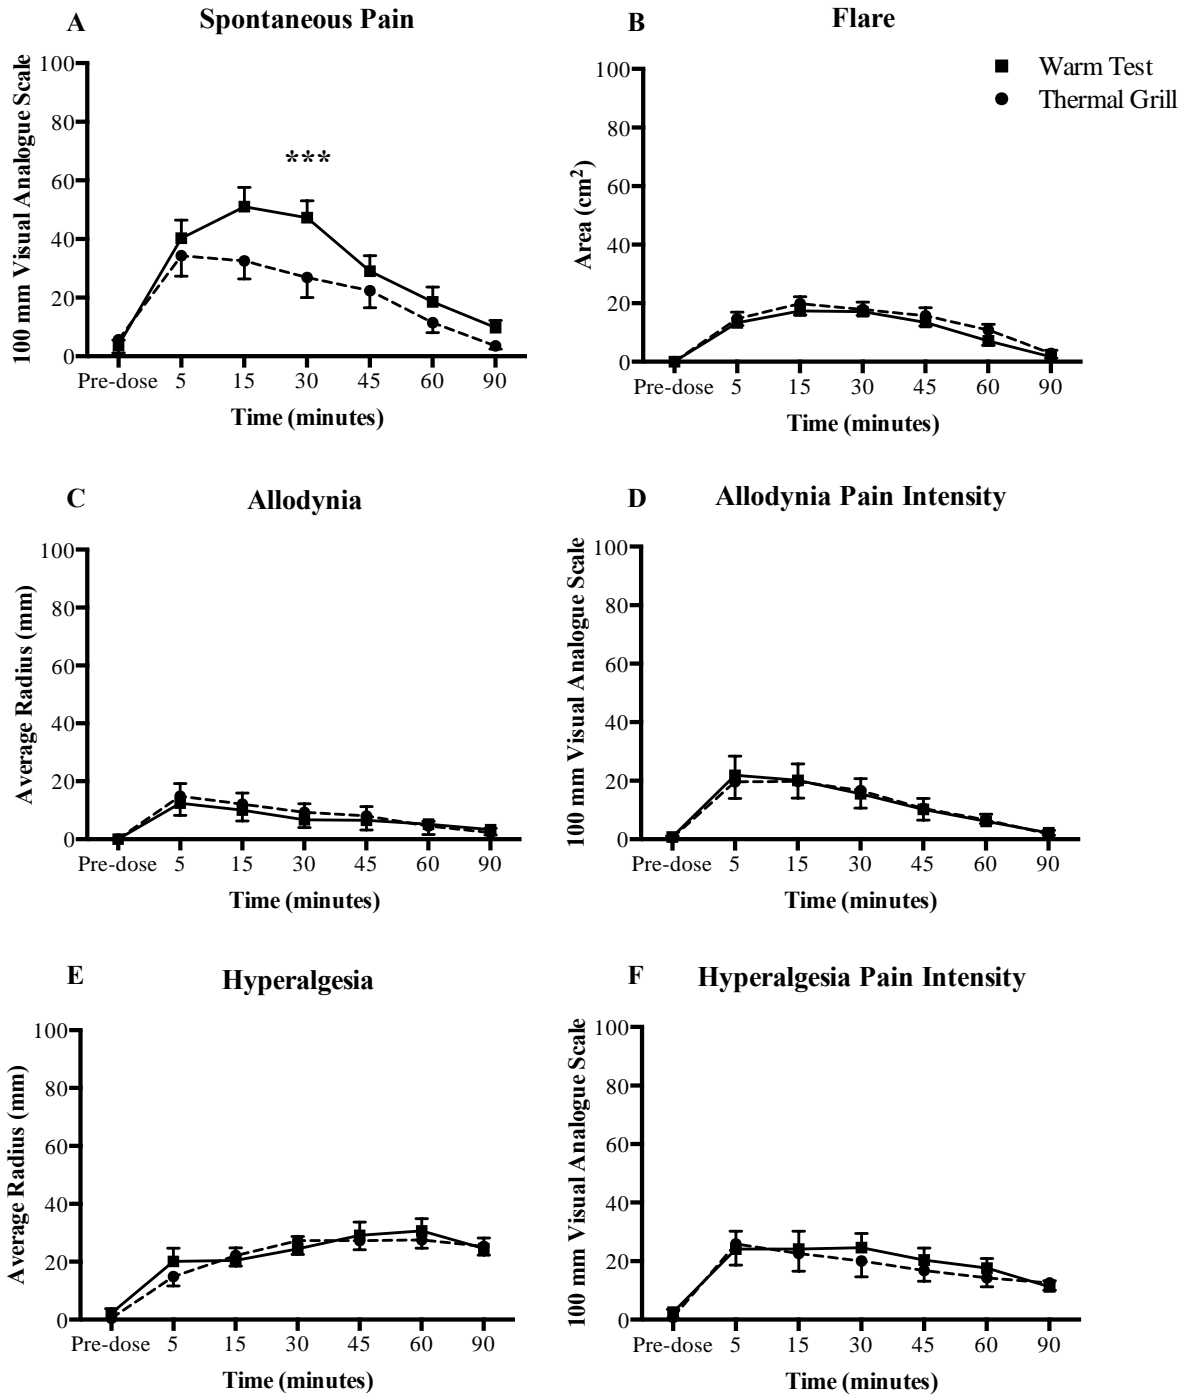 A
Spontaneous Pain
100 mm Visual Analogue Scale
100
80
60
40
20
0
***
Pre-dose 5 15 30 45 60 90
Time (minutes)
B
Flare
Warm Test
Thermal Grill
Area (cm²)
100
80
60
40
20
0
Pre-dose 5 15 30 45 60 90
Time (minutes)
C
Allodynia
Average Radius (mm)
100
80
60
40
20
0
Pre-dose 5 15 30 45 60 90
Time (minutes)
D
Allodynia Pain Intensity
100 mm Visual Analogue Scale
100
80
60
40
20
0
Pre-dose 5 15 30 45 60 90
Time (minutes)
E
Hyperalgesia
Average Radius (mm)
100
80
60
40
20
0
Pre-dose 5 15 30 45 60 90
Time (minutes)
F
Hyperalgesia Pain Intensity
100 mm Visual Analogue Scale
100
80
60
40
20
0
Pre-dose 5 15 30 45 60 90
Time (minutes)